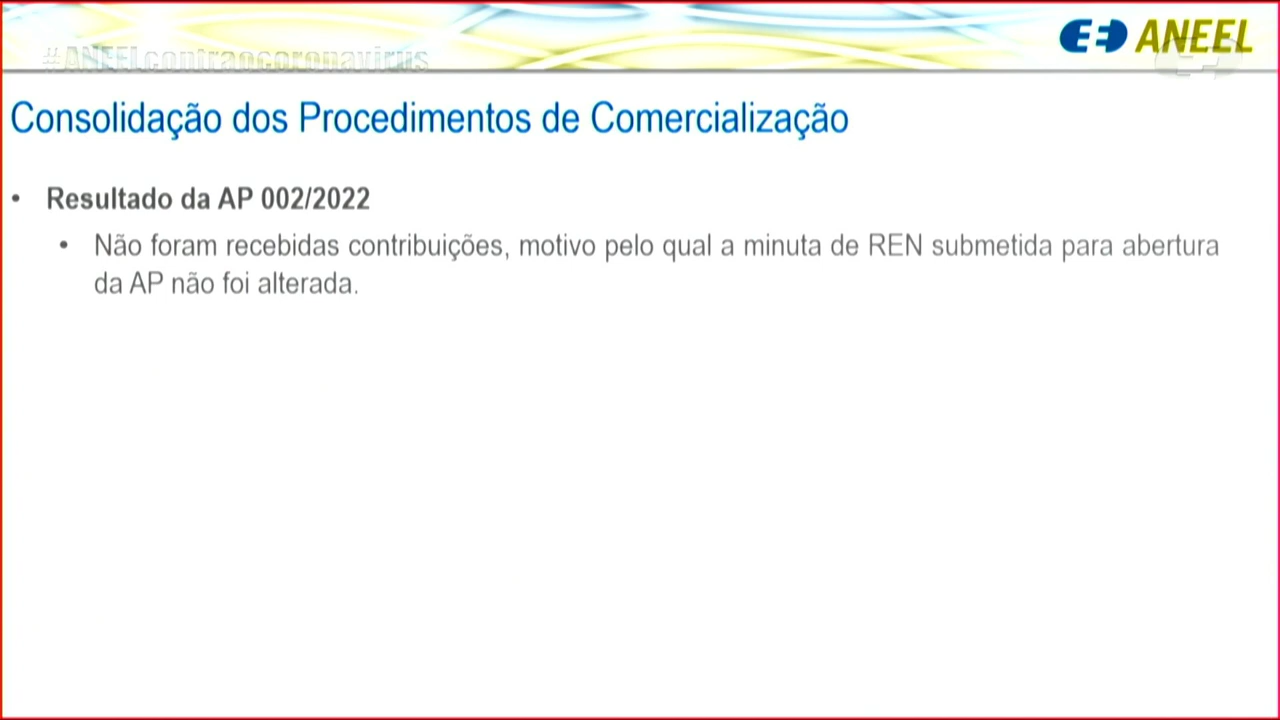 #ANEELcontraocoronavirus
ANEEL
Consolidação dos Procedimentos de Comercialização
• Resultado da AP 002/2022
• Não foram recebidas contribuições, motivo pelo qual a minuta de REN submetida para abertura
da AP não foi alterada.